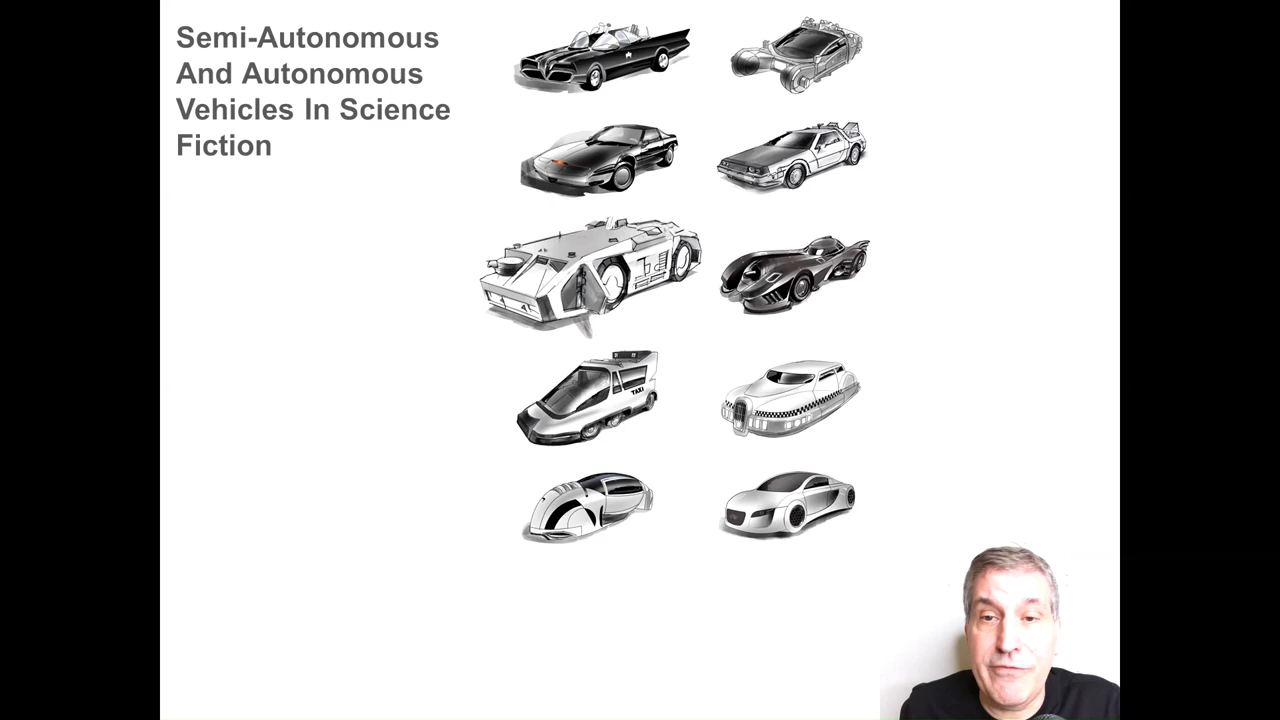 Semi-Autonomous
And Autonomous
Vehicles In Science
Fiction
TAXI